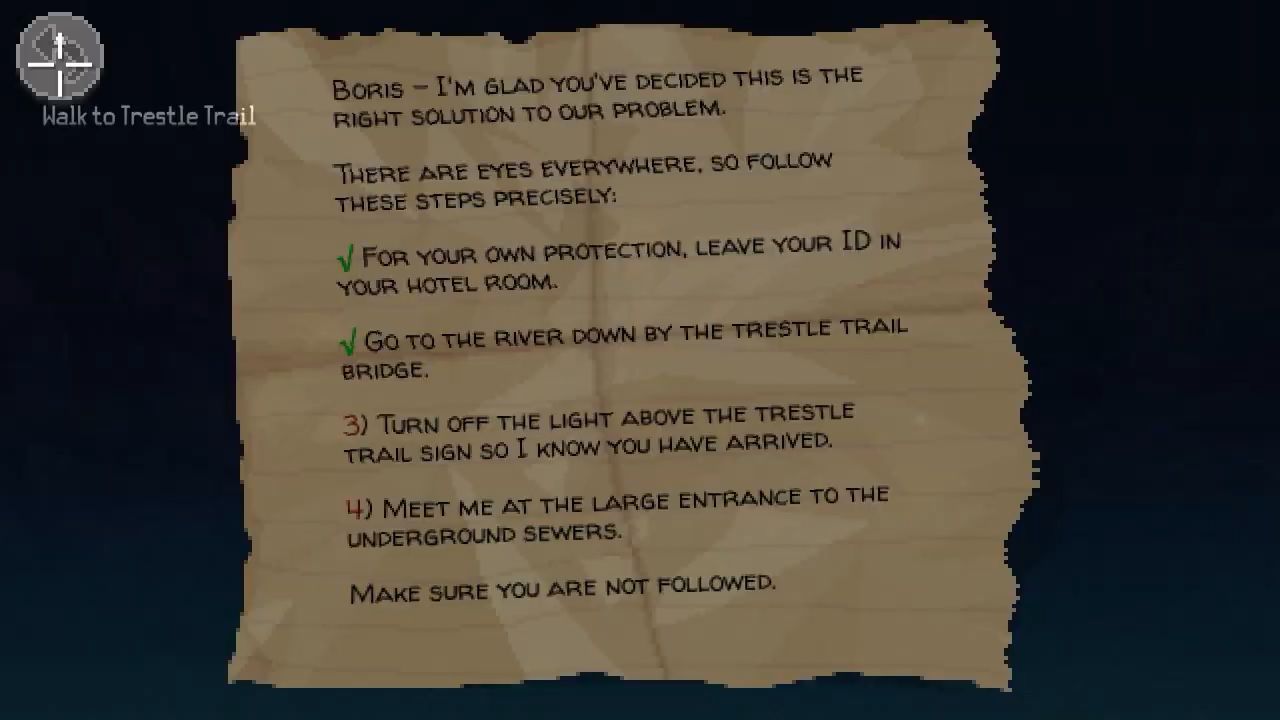 Walk to Trestle Trail
BORIS – I'M GLAD YOU'VE DECIDED THIS IS THE
RIGHT SOLUTION TO OUR PROBLEM.
THERE ARE EYES EVERYWHERE, SO FOLLOW
THESE STEPS PRECISELY:
√ FOR YOUR OWN PROTECTION, LEAVE YOUR ID IN
YOUR HOTEL ROOM.
√ GO TO THE RIVER DOWN BY THE TRESTLE TRAIL
BRIDGE.
3) TURN OFF THE LIGHT ABOVE THE TRESTLE
TRAIL SIGN SO I KNOW YOU HAVE ARRIVED.
4) MEET ME AT THE LARGE ENTRANCE TO THE
UNDERGROUND SEWERS.
MAKE SURE YOU ARE NOT FOLLOWED.